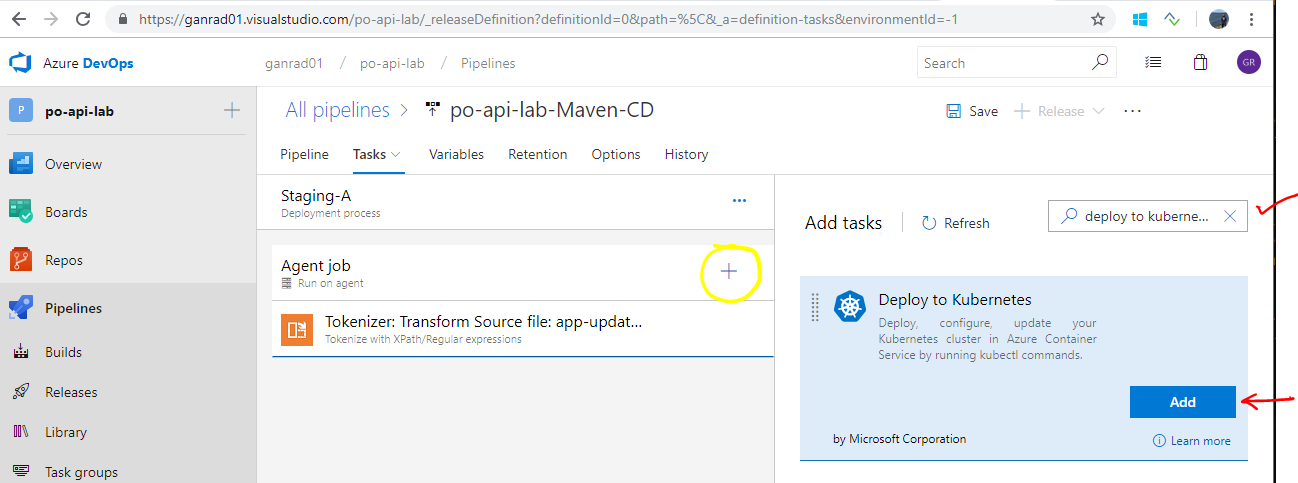 https://ganrad01.visualstudio.com/po-api-lab/_releaseDefinition?definitionId=0&path=%5C&_a=definition-tasks&environmentId=-1
Azure DevOps
ganrad01 / po-api-lab / Pipelines
Search
GR
P
po-api-lab
All pipelines > po-api-lab-Maven-CD
Save
Release
Overview
Pipeline Tasks Variables Retention Options History
Boards
Staging-A
Deployment process
Add tasks
Refresh
deploy to kuberne...
Repos
Agent job
Run on agent
Pipelines
Tokenizer: Transform Source file: app-updat...
Tokenize with XPath/Regular expressions
Deploy to Kubernetes
Deploy, configure, update your
Kubernetes cluster in Azure Container
Service by running kubectl commands.
Builds
Releases
Add
Library
by Microsoft Corporation
Learn more
Task groups